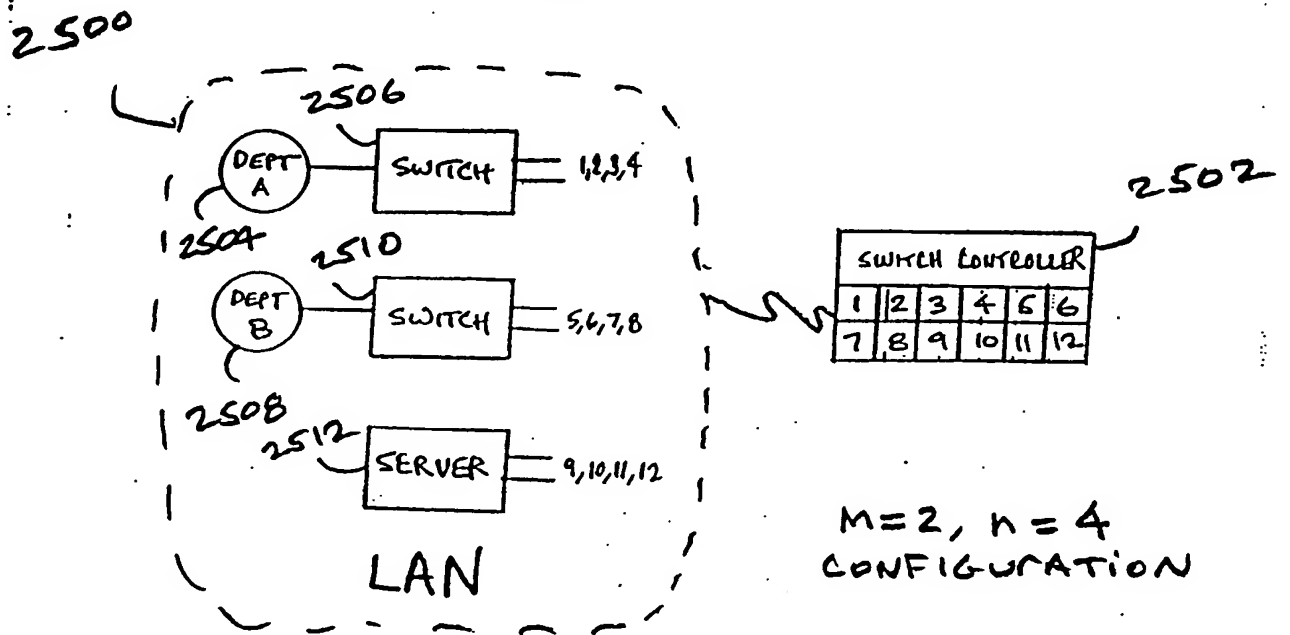 2500
2506
DEPT
A
SWITCH
1,2,3,4
2504
2502
SWITCH CONTROLLER
1 2 3 4 5 6
7 8 9 10 11 12
2510
DEPT
B
SWITCH
5,6,7,8
2508
2512
SERVER
9,10,11,12
LAN
M=2, n=4
CONFIGURATION